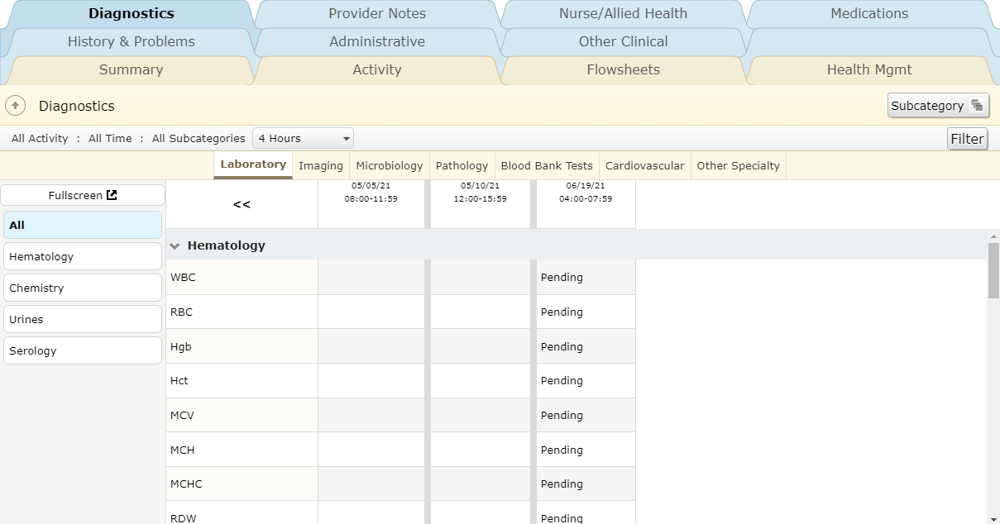 Diagnostics Provider Notes Nurse/Allied Health Medications
History & Problems Administrative Other Clinical
Summary Activity Flowsheets Health Mgmt
Diagnostics Subcategory
All Activity : All Time : All Subcategories 4 Hours Filter
Laboratory Imaging Microbiology Pathology Blood Bank Tests Cardiovascular Other Specialty
Fullscreen
All
Hematology
Chemistry
Urines
Serology
<< 05/05/21 05/10/21 06/19/21
08:00-11:59 12:00-15:59 04:00-07:59
Hematology
WBC Pending
RBC Pending
Hgb Pending
Hct Pending
MCV Pending
MCH Pending
MCHC Pending
RDW Pending